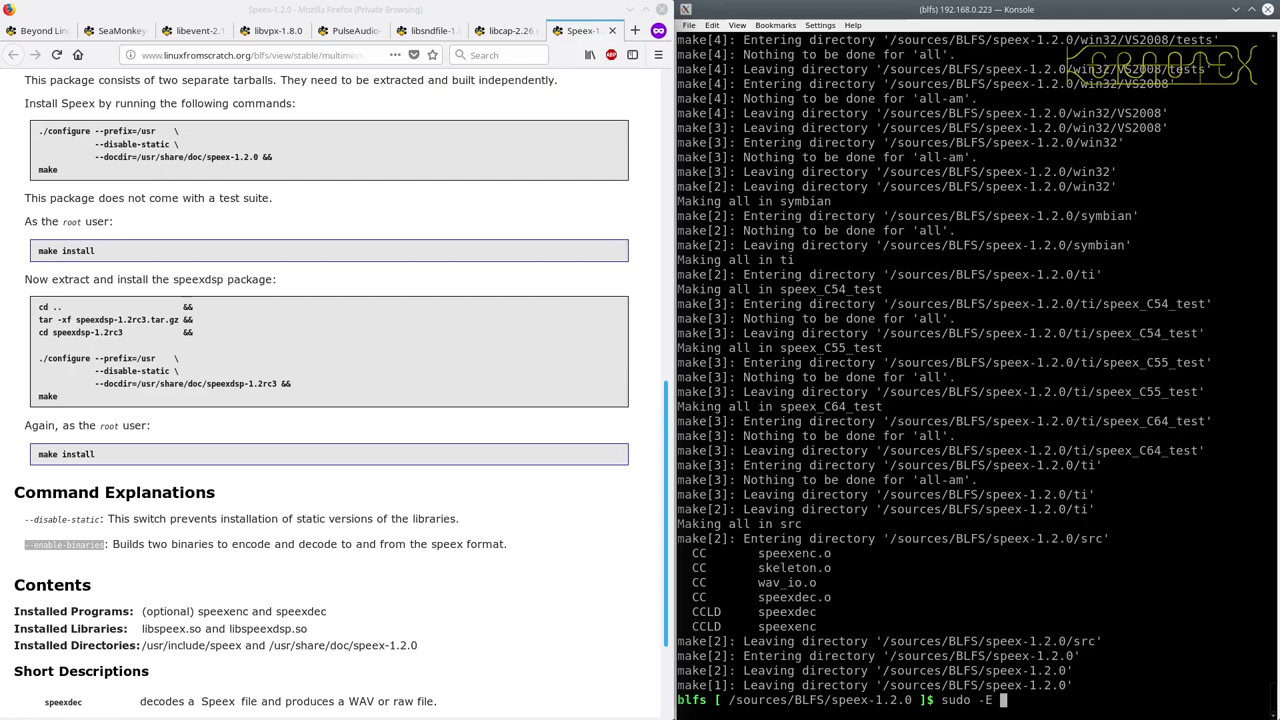 Speex-1.2.0 - Mozilla Firefox (Private Browsing)
Beyond Linu
SeaMonkey
libevent-2.1
libvpx-1.8.0
PulseAudio-
libsndfile-1
libcap-2.26 w
Speex-1.
www.linuxfromscratch.org/blfs/view/stable/multimed
Search
This package consists of two separate tarballs. They need to be extracted and built independently.
Install Speex by running the following commands:
./configure --prefix=/usr \
--disable-static \
--docdir=/usr/share/doc/speex-1.2.0 &&
make
This package does not come with a test suite.
As the root user:
make install
Now extract and install the speexdsp package:
cd .. &&
tar -xf speexdsp-1.2rc3.tar.gz &&
cd speexdsp-1.2rc3 &&
./configure --prefix=/usr \
--disable-static \
--docdir=/usr/share/doc/speexdsp-1.2rc3 &&
make
Again, as the root user:
make install
Command Explanations
--disable-static: This switch prevents installation of static versions of the libraries.
--enable-binaries: Builds two binaries to encode and decode to and from the speex format.
Contents
Installed Programs: (optional) speexenc and speexdec
Installed Libraries: libspeex.so and libspeexdsp.so
Installed Directories: /usr/include/speex and /usr/share/doc/speex-1.2.0
Short Descriptions
speexdec decodes a Speex file and produces a WAV or raw file.
(blfs) 192.168.0.223 — Konsole
File Edit View Bookmarks Settings Help
make[4]: Entering directory '/sources/BLFS/speex-1.2.0/win32/VS2008/tests'
make[4]: Nothing to be done for 'all'.
make[4]: Leaving directory '/sources/BLFS/speex-1.2.0/win32/VS2008/tests'
make[4]: Entering directory '/sources/BLFS/speex-1.2.0/win32/VS2008'
make[4]: Nothing to be done for 'all-am'.
make[4]: Leaving directory '/sources/BLFS/speex-1.2.0/win32/VS2008'
make[3]: Leaving directory '/sources/BLFS/speex-1.2.0/win32/VS2008'
make[3]: Entering directory '/sources/BLFS/speex-1.2.0/win32'
make[3]: Nothing to be done for 'all-am'.
make[3]: Leaving directory '/sources/BLFS/speex-1.2.0/win32'
make[2]: Leaving directory '/sources/BLFS/speex-1.2.0/win32'
Making all in symbian
make[2]: Entering directory '/sources/BLFS/speex-1.2.0/symbian'
make[2]: Nothing to be done for 'all'.
make[2]: Leaving directory '/sources/BLFS/speex-1.2.0/symbian'
Making all in ti
make[2]: Entering directory '/sources/BLFS/speex-1.2.0/ti'
Making all in speex_C54_test
make[3]: Entering directory '/sources/BLFS/speex-1.2.0/ti/speex_C54_test'
make[3]: Nothing to be done for 'all'.
make[3]: Leaving directory '/sources/BLFS/speex-1.2.0/ti/speex_C54_test'
Making all in speex_C55_test
make[3]: Entering directory '/sources/BLFS/speex-1.2.0/ti/speex_C55_test'
make[3]: Nothing to be done for 'all'.
make[3]: Leaving directory '/sources/BLFS/speex-1.2.0/ti/speex_C55_test'
Making all in speex_C64_test
make[3]: Entering directory '/sources/BLFS/speex-1.2.0/ti/speex_C64_test'
make[3]: Nothing to be done for 'all'.
make[3]: Leaving directory '/sources/BLFS/speex-1.2.0/ti/speex_C64_test'
make[3]: Entering directory '/sources/BLFS/speex-1.2.0/ti'
make[3]: Nothing to be done for 'all-am'.
make[3]: Leaving directory '/sources/BLFS/speex-1.2.0/ti'
make[2]: Leaving directory '/sources/BLFS/speex-1.2.0/ti'
Making all in src
make[2]: Entering directory '/sources/BLFS/speex-1.2.0/src'
CC speexenc.o
CC skeleton.o
CC wav_io.o
CC speexdec.o
CCLD speexdec
CCLD speexenc
make[2]: Leaving directory '/sources/BLFS/speex-1.2.0/src'
make[2]: Entering directory '/sources/BLFS/speex-1.2.0'
make[2]: Leaving directory '/sources/BLFS/speex-1.2.0'
make[1]: Leaving directory '/sources/BLFS/speex-1.2.0'
blfs [ /sources/BLFS/speex-1.2.0 ]$ sudo -E